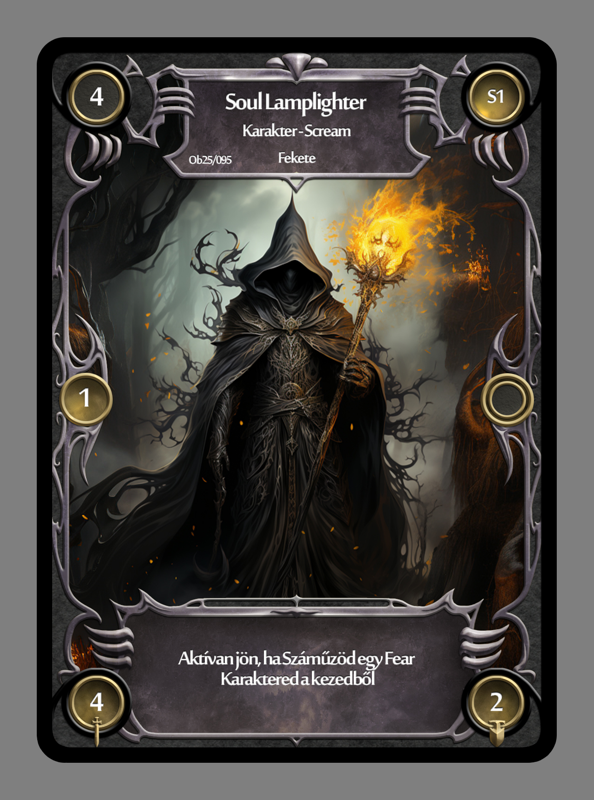 4
S1
Soul Lamplighter
Karakter - Scream
Ob25/095
Fekete
1
Aktívan jön, ha Száműzöd egy Fear
Karaktered a kezedből
4
2